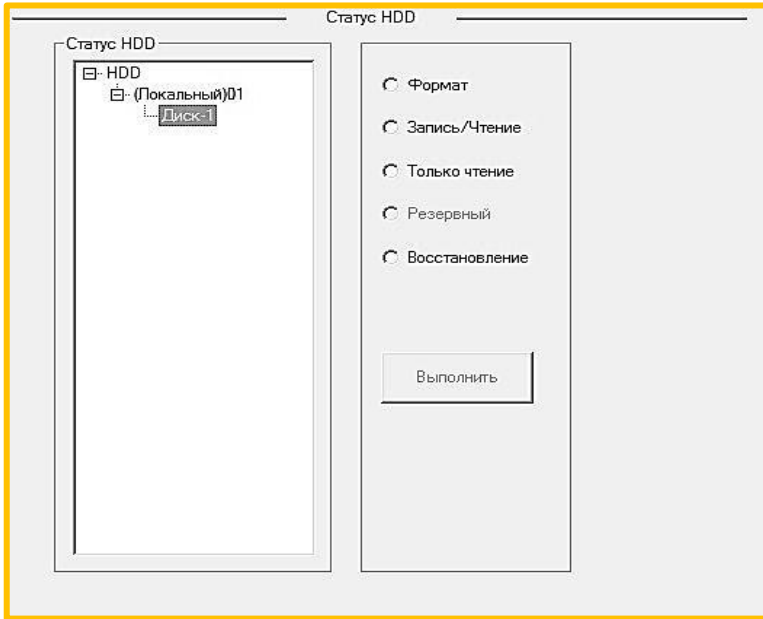 Статус HDD
Статус HDD
HDD
(Локальный)01
Диск-1
Формат
Запись/Чтение
Только чтение
Резервный
Восстановление
Выполнить